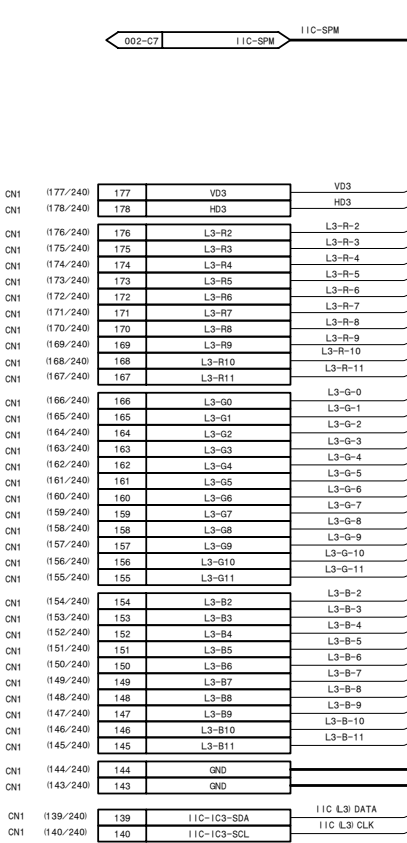 002-C7 IIC-SPM IIC-SPM
CN1 (177/240) 177 VD3 VD3
CN1 (178/240) 178 HD3 HD3
CN1 (176/240) 176 L3-R2 L3-R-2
CN1 (175/240) 175 L3-R3 L3-R-3
CN1 (174/240) 174 L3-R4 L3-R-4
CN1 (173/240) 173 L3-R5 L3-R-5
CN1 (172/240) 172 L3-R6 L3-R-6
CN1 (171/240) 171 L3-R7 L3-R-7
CN1 (170/240) 170 L3-R8 L3-R-8
CN1 (169/240) 169 L3-R9 L3-R-9
CN1 (168/240) 168 L3-R10 L3-R-10
CN1 (167/240) 167 L3-R11 L3-R-11
CN1 (166/240) 166 L3-G0 L3-G-0
CN1 (165/240) 165 L3-G1 L3-G-1
CN1 (164/240) 164 L3-G2 L3-G-2
CN1 (163/240) 163 L3-G3 L3-G-3
CN1 (162/240) 162 L3-G4 L3-G-4
CN1 (161/240) 161 L3-G5 L3-G-5
CN1 (160/240) 160 L3-G6 L3-G-6
CN1 (159/240) 159 L3-G7 L3-G-7
CN1 (158/240) 158 L3-G8 L3-G-8
CN1 (157/240) 157 L3-G9 L3-G-9
CN1 (156/240) 156 L3-G10 L3-G-10
CN1 (155/240) 155 L3-G11 L3-G-11
CN1 (154/240) 154 L3-B2 L3-B-2
CN1 (153/240) 153 L3-B3 L3-B-3
CN1 (152/240) 152 L3-B4 L3-B-4
CN1 (151/240) 151 L3-B5 L3-B-5
CN1 (150/240) 150 L3-B6 L3-B-6
CN1 (149/240) 149 L3-B7 L3-B-7
CN1 (148/240) 148 L3-B8 L3-B-8
CN1 (147/240) 147 L3-B9 L3-B-9
CN1 (146/240) 146 L3-B10 L3-B-10
CN1 (145/240) 145 L3-B11 L3-B-11
CN1 (144/240) 144 GND
CN1 (143/240) 143 GND
CN1 (139/240) 139 IIC-IC3-SDA IIC (L3) DATA
CN1 (140/240) 140 IIC-IC3-SCL IIC (L3) CLK